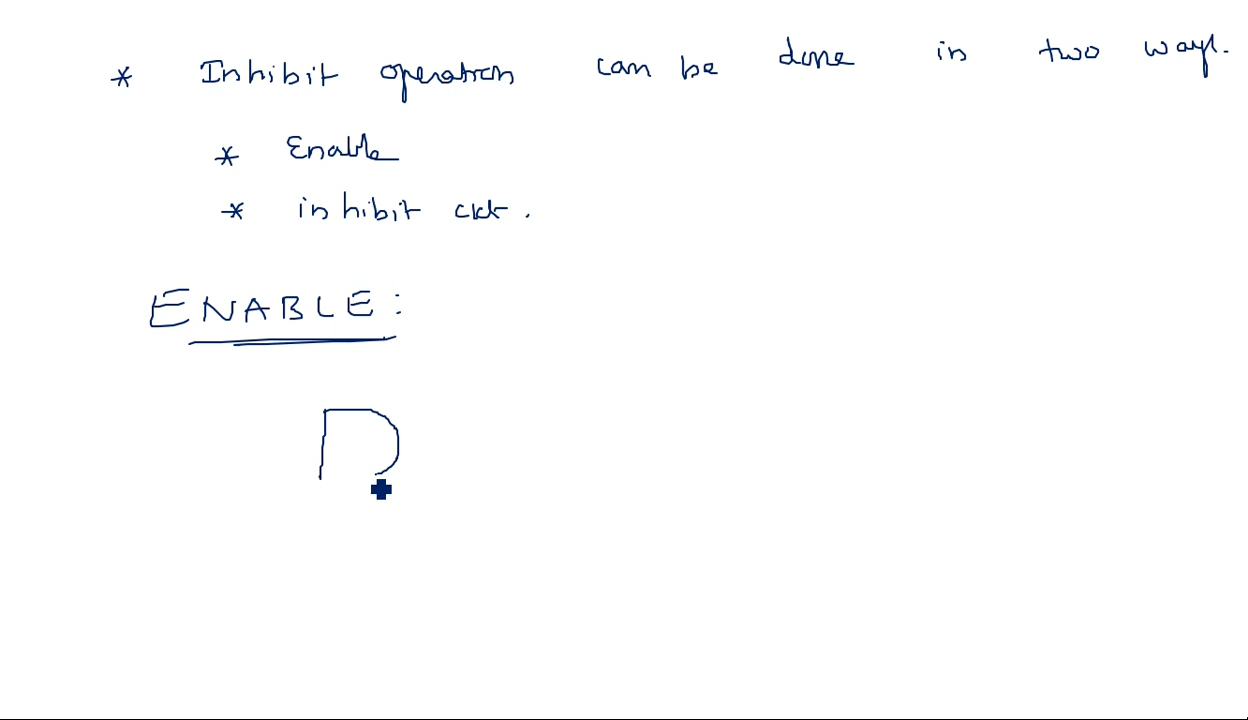 * Inhibit operation can be done in two ways.
* Enable
* inhibit ckt.
ENABLE: